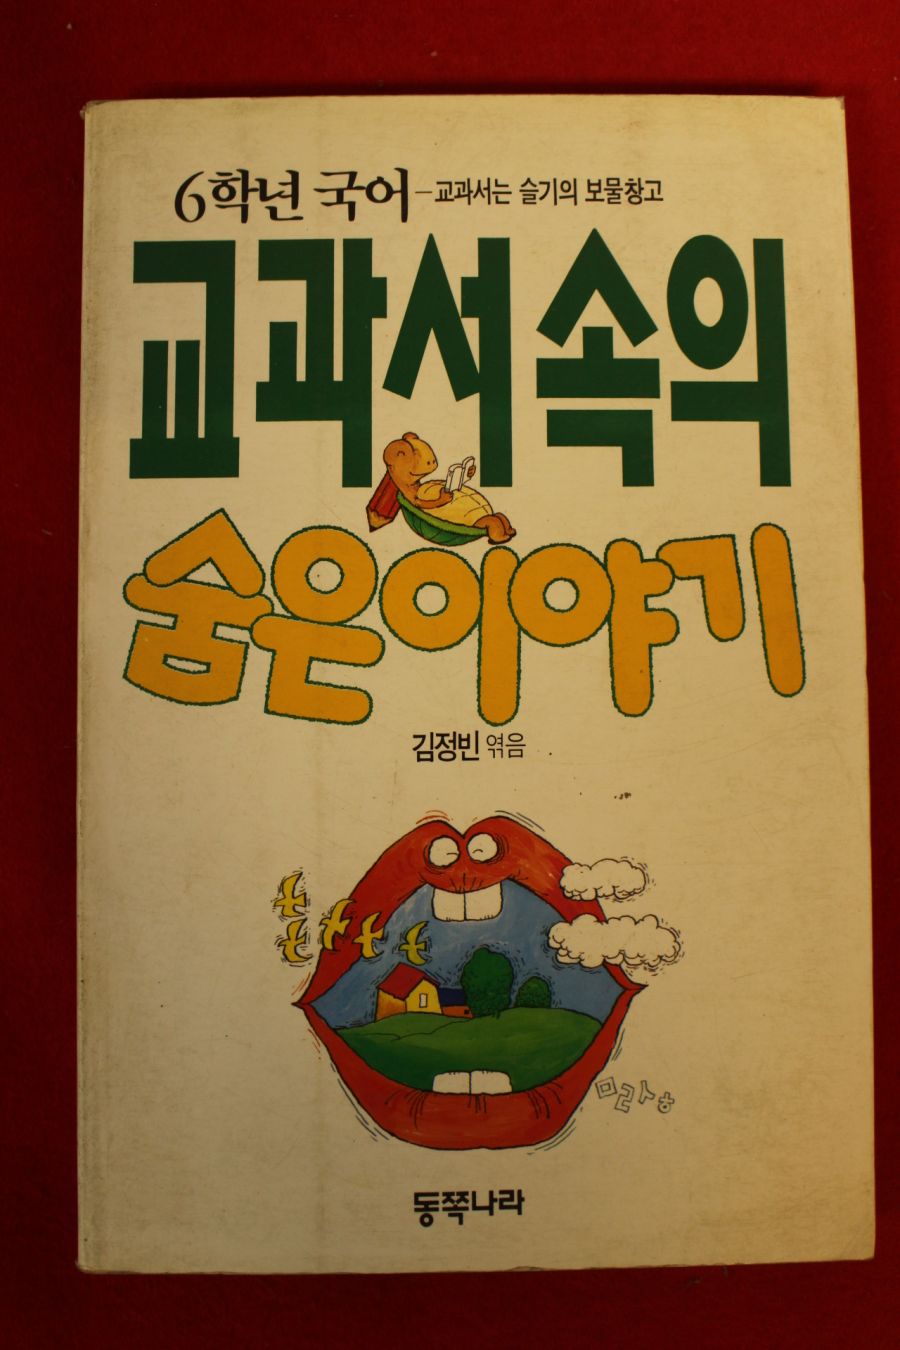 6학년 국어 – 교과서는 슬기의 보물창고
교과서 속의
숨은이야기
김정빈 엮음
ㅁㄹㅅㅎ
동쪽나라